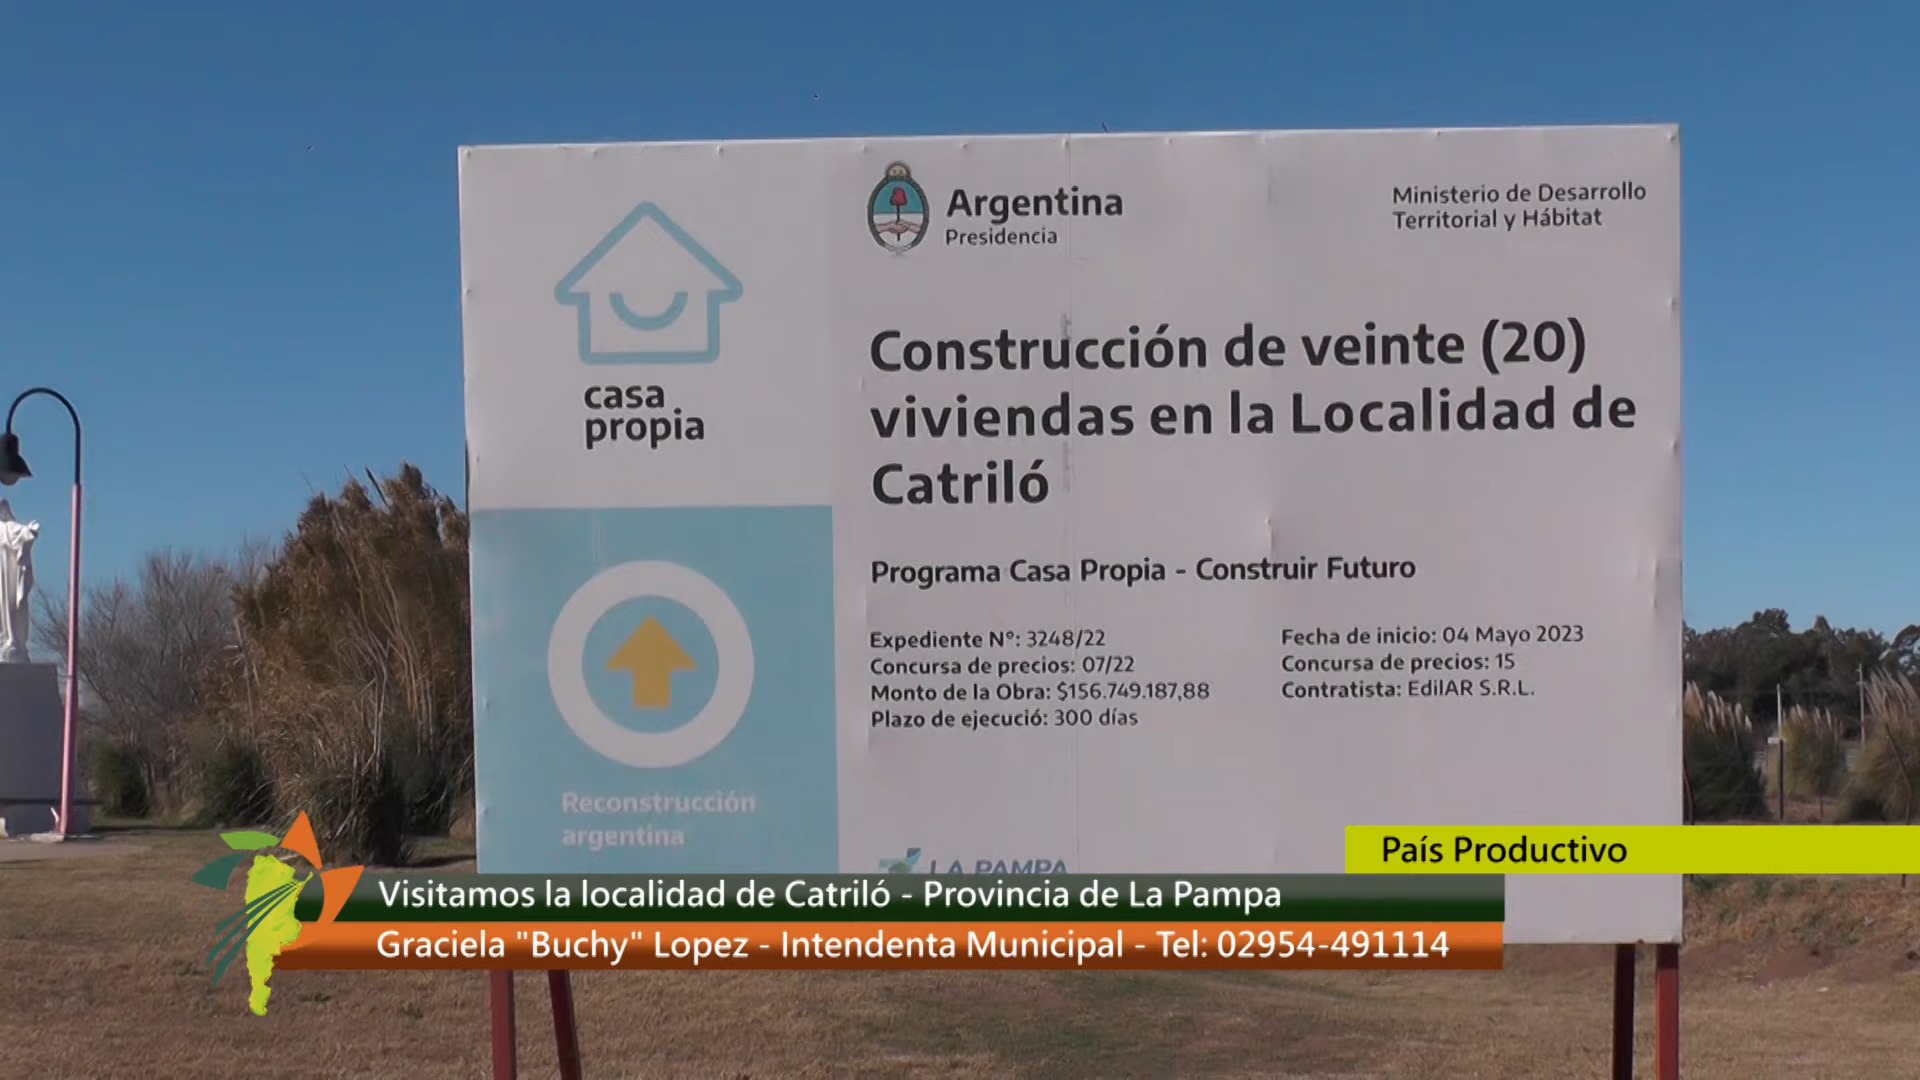 Argentina
Presidencia
Ministerio de Desarrollo
Territorial y Hábitat
casa
propia
Construcción de veinte (20)
viviendas en la Localidad de
Catriló
Programa Casa Propia - Construir Futuro
Expediente N°: 3248/22
Concursa de precios: 07/22
Monto de la Obra: $156.749.187,88
Plazo de ejecució: 300 días
Fecha de inicio: 04 Mayo 2023
Concursa de precios: 15
Contratista: EdilAR S.R.L.
Reconstrucción
argentina
LA PAMPA
País Productivo
Visitamos la localidad de Catriló - Provincia de La Pampa
Graciela "Buchy" Lopez - Intendenta Municipal - Tel: 02954-491114